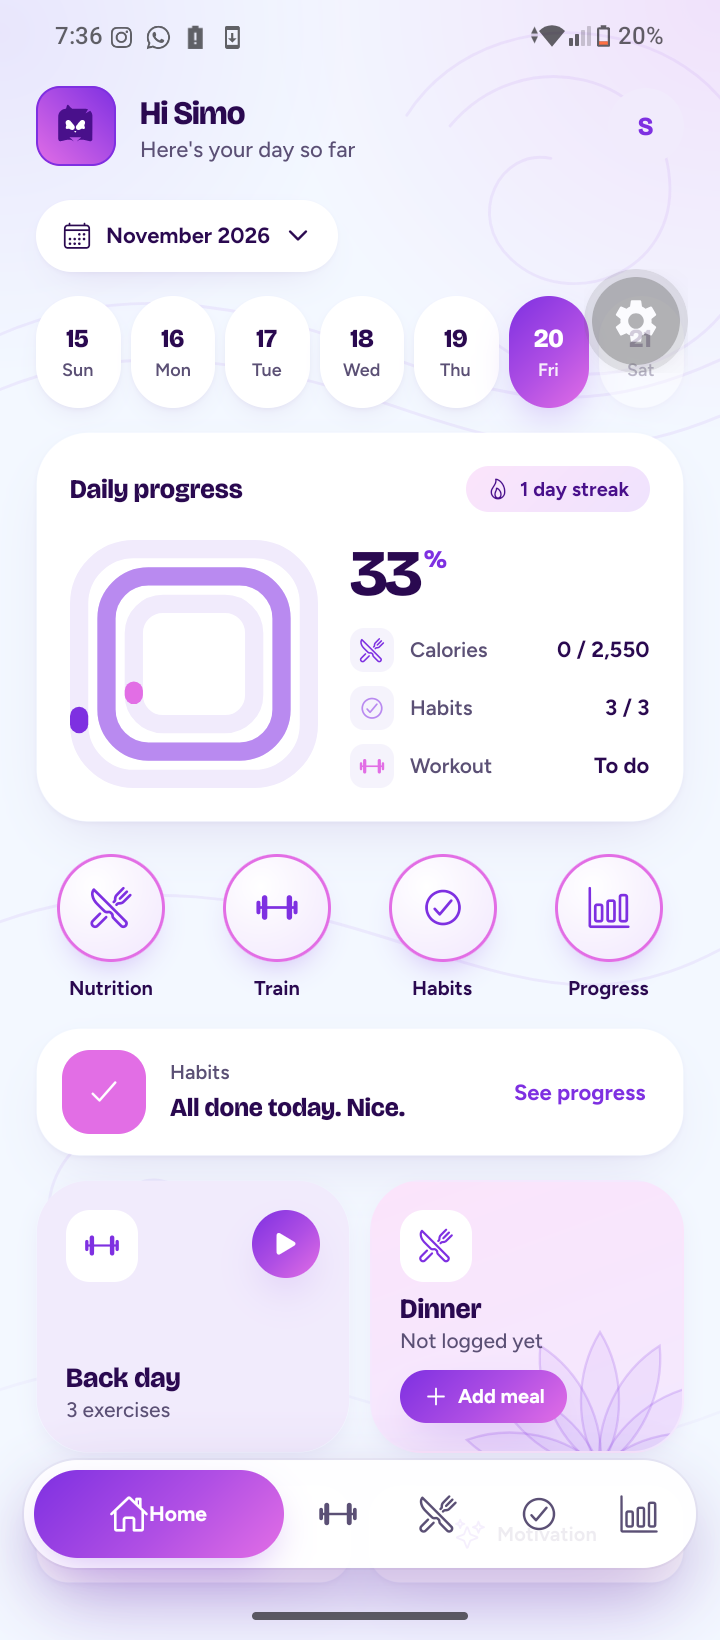 7:36
20%
Hi Simo
Here's your day so far
S
November 2026
15 16 17 18 19 20 21
Sun Mon Tue Wed Thu Fri Sat
Daily progress
1 day streak
33%
Calories 0 / 2,550
Habits 3 / 3
Workout To do
Nutrition Train Habits Progress
Habits
All done today. Nice.
See progress
Back day
3 exercises
Dinner
Not logged yet
Add meal
Home
Motivation